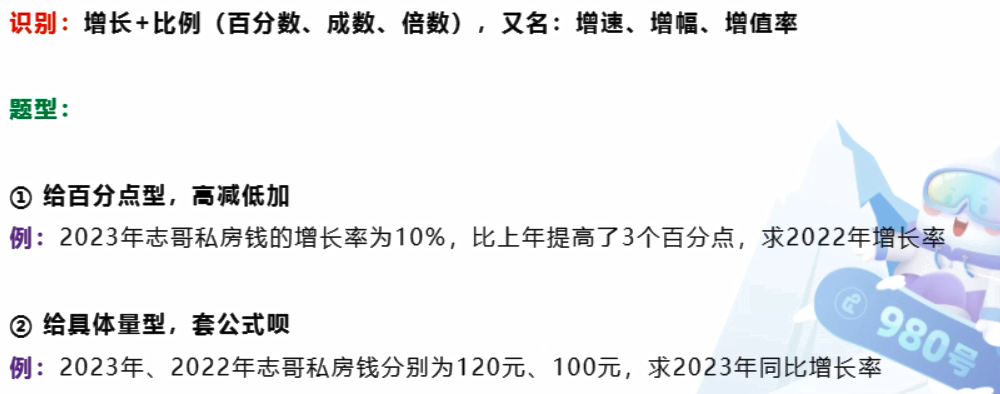 识别：增长+比例（百分数、成数、倍数），又名：增速、增幅、增值率
题型：
① 给百分点型，高减低加
例：2023年志哥私房钱的增长率为10%，比上年提高了3个百分点，求2022年增长率
② 给具体量型，套公式呗
例：2023年、2022年志哥私房钱分别为120元、100元，求2023年同比增长率
980号